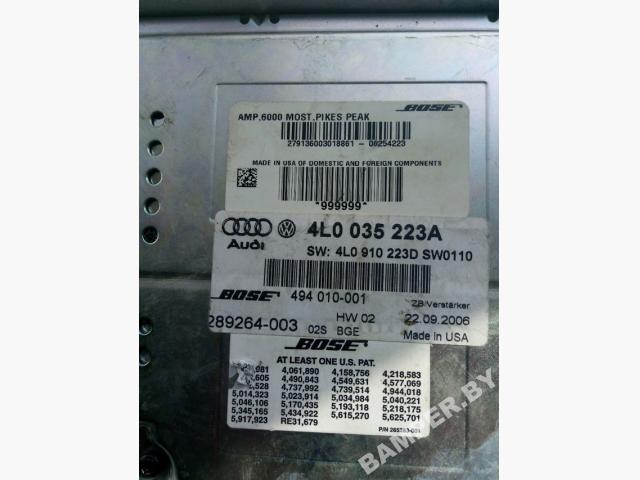 BOSE
AMP.6000 MOST.PIKES PEAK
279136003018861 - 08254223
MADE IN USA OF DOMESTIC AND FOREIGN COMPONENTS
*999999*
Audi 4L0 035 223A
SW: 4L0 910 223D SW0110
BOSE 494 010-001 ZB Verstärker
HW 02 22.09.2006
289264-003 02S BGE Made in USA
BOSE
AT LEAST ONE U.S. PAT.
4,061,890 4,158,756 4,218,583
4,490,843 4,549,631 4,577,069
4,737,992 4,739,514 4,944,018
5,014,323 5,023,914 5,034,984 5,040,221
5,046,106 5,170,435 5,193,118 5,218,175
5,345,165 5,434,922 5,615,270 5,625,701
5,917,923 RE31,679
BAMPER.BY